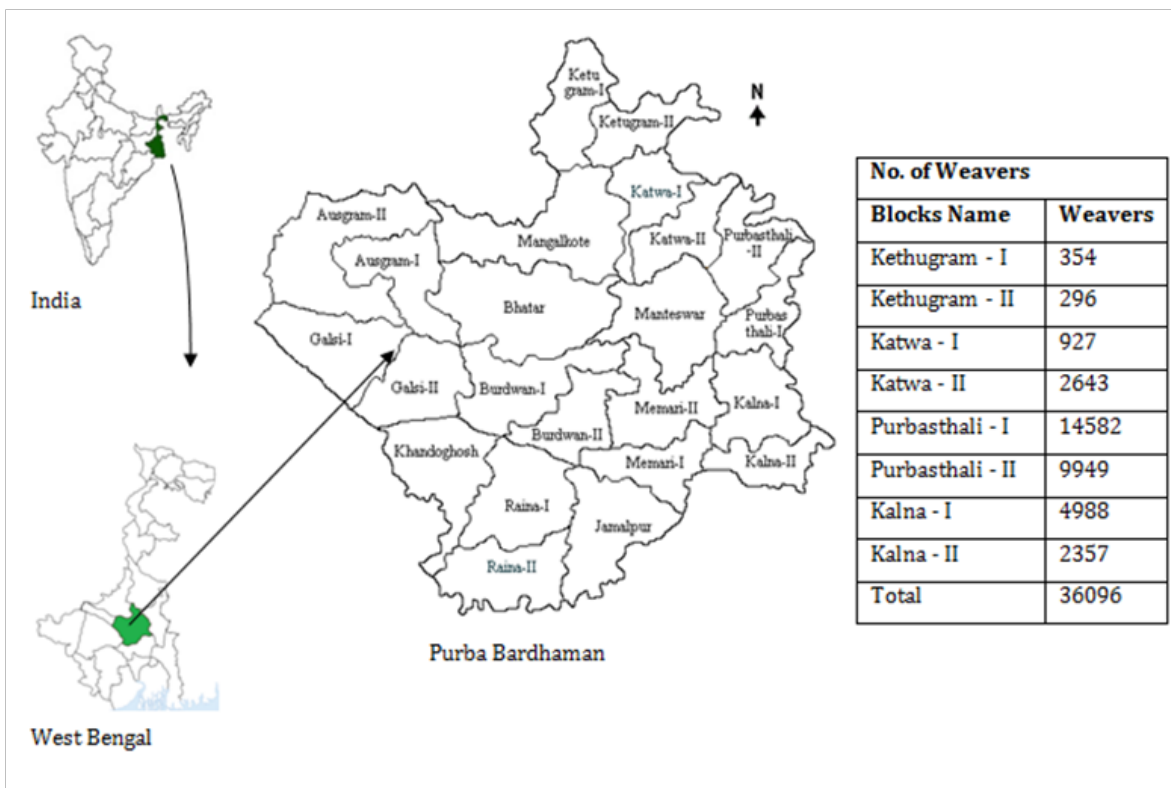 India
West Bengal
N
Ketu
gram-I
Ketugram-II
Katwa-I
Ausgram-II
Mangalkote
Katwa-II
Purbasthali
-II
Ausgram-I
Bhatar
Manteswar
Purbas
thali-I
Galsi-I
Galsi-II
Burdwan-I
Memari-II
Kalna-I
Burdwan-II
Khandoghosh
Memari-I
Kalna-II
Raina-I
Jamalpur
Raina-II
Purba Bardhaman
No. of Weavers
Blocks Name Weavers
Kethugram - I 354
Kethugram - II 296
Katwa - I 927
Katwa - II 2643
Purbasthali - I 14582
Purbasthali - II 9949
Kalna - I 4988
Kalna - II 2357
Total 36096